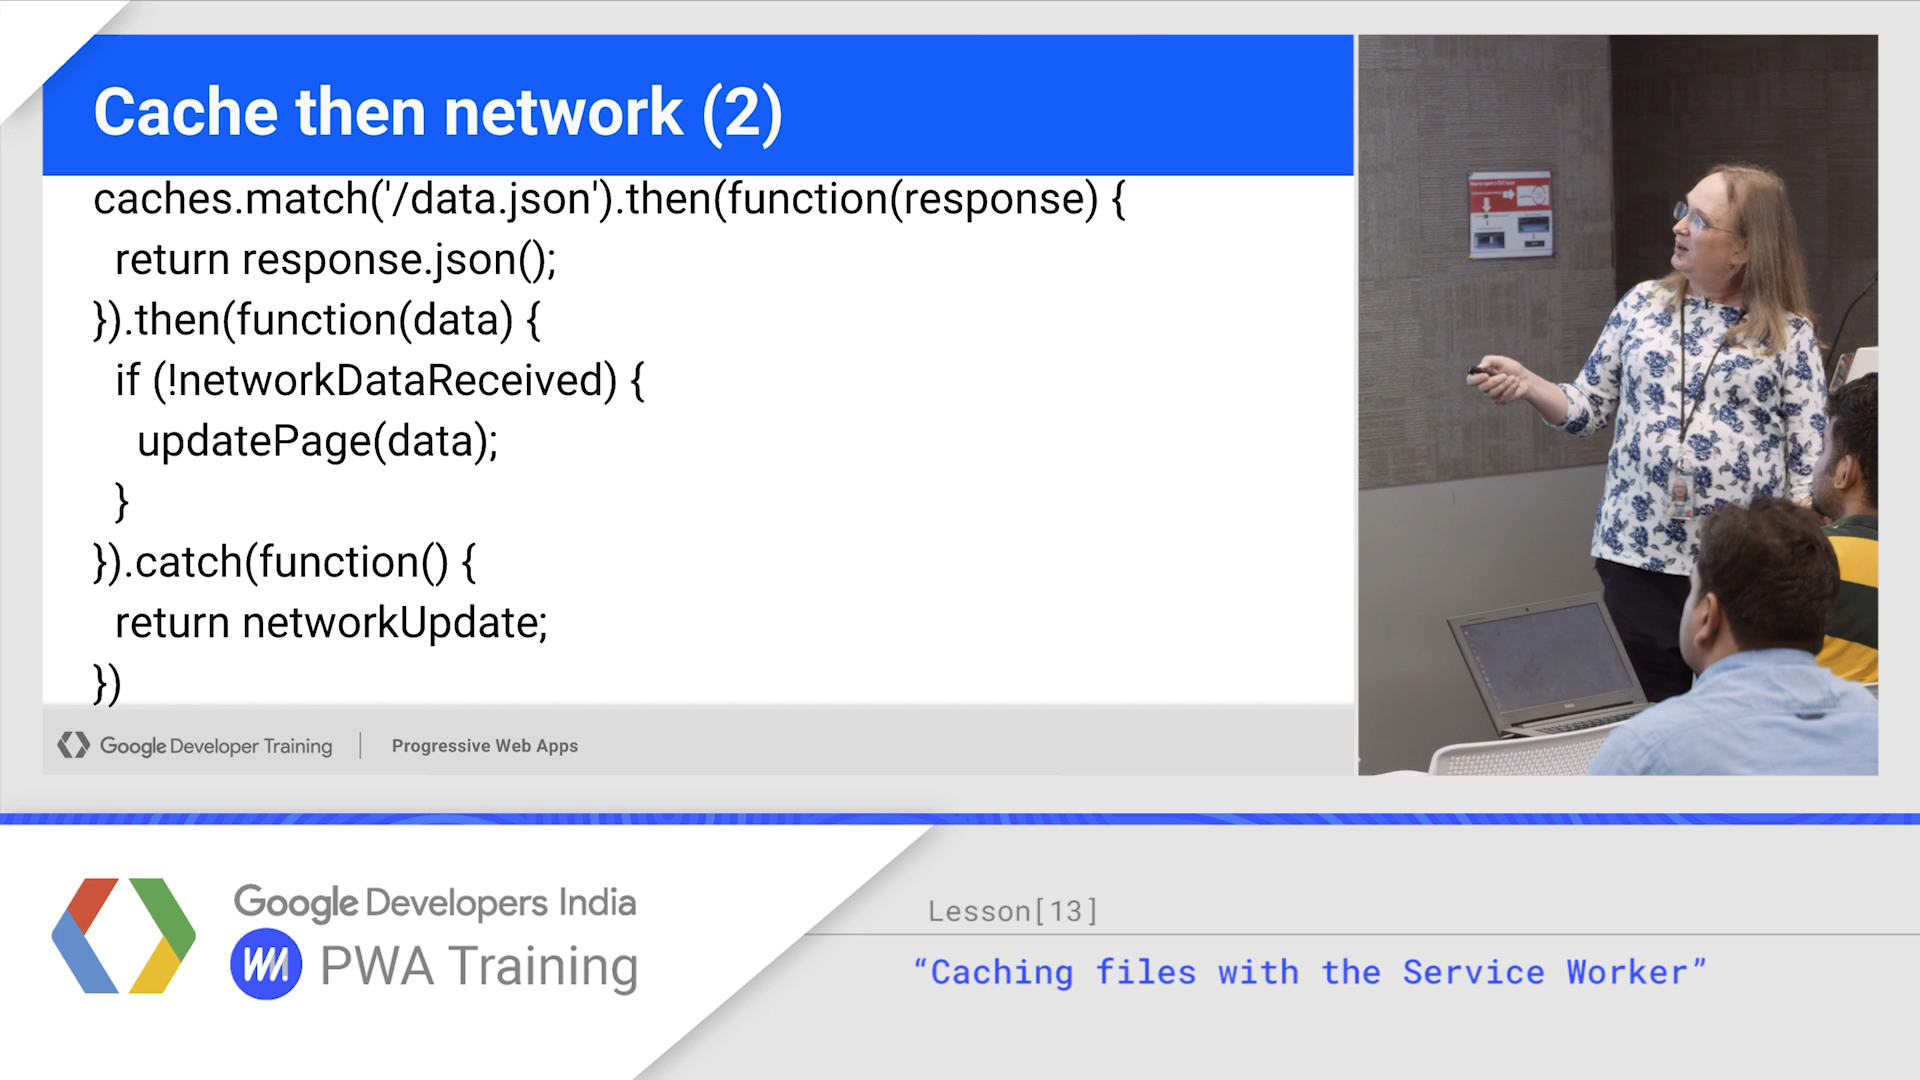 Cache then network (2)
caches.match('/data.json').then(function(response) {
return response.json();
}).then(function(data) {
if (!networkDataReceived) {
updatePage(data);
}
}).catch(function() {
return networkUpdate;
})
Google Developer Training | Progressive Web Apps
Google Developers India
PWA Training
Lesson[13]
“Caching files with the Service Worker”